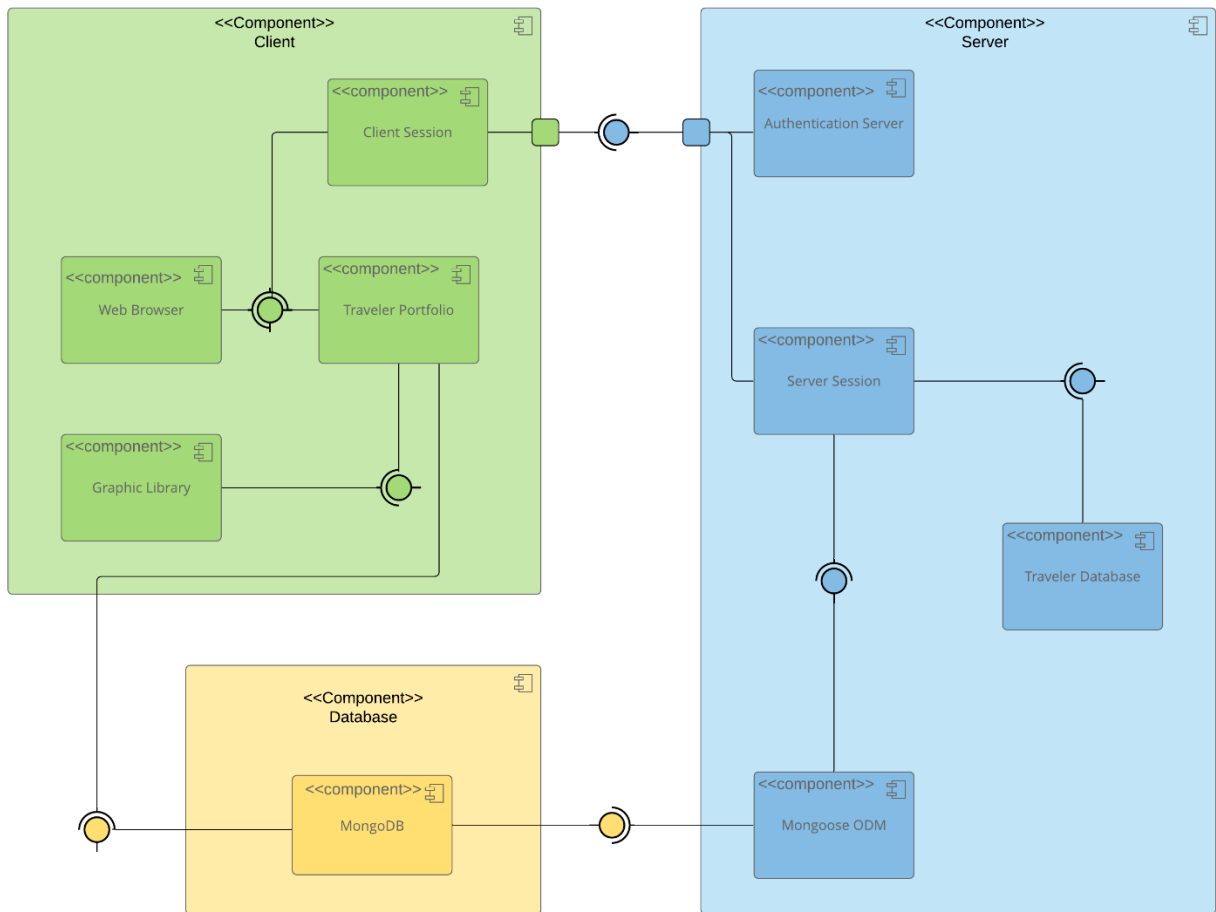 <<Component>>
Client
<<component>>
Client Session
<<component>>
Web Browser
<<component>>
Traveler Portfolio
<<component>>
Graphic Library
<<Component>>
Server
<<component>>
Authentication Server
<<component>>
Server Session
<<component>>
Traveler Database
<<component>>
Mongoose ODM
<<Component>>
Database
<<component>>
MongoDB